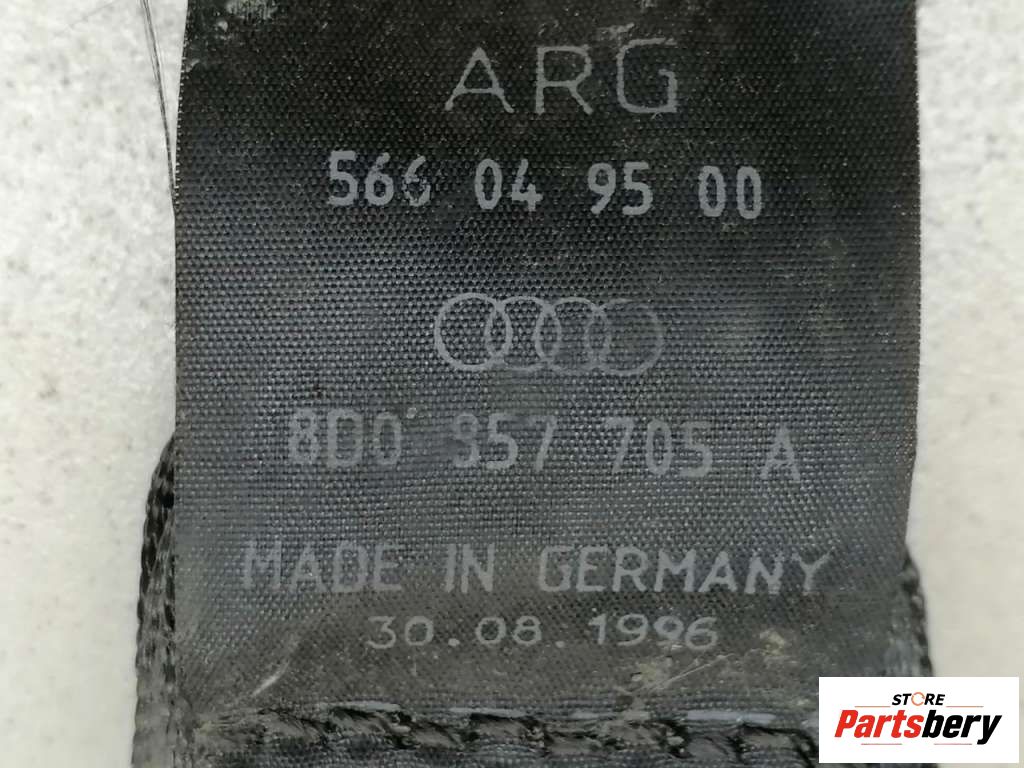 ARG
566 04 95 00
8D0 857 705 A
MADE IN GERMANY
30.08.1996
STORE
Partsbery